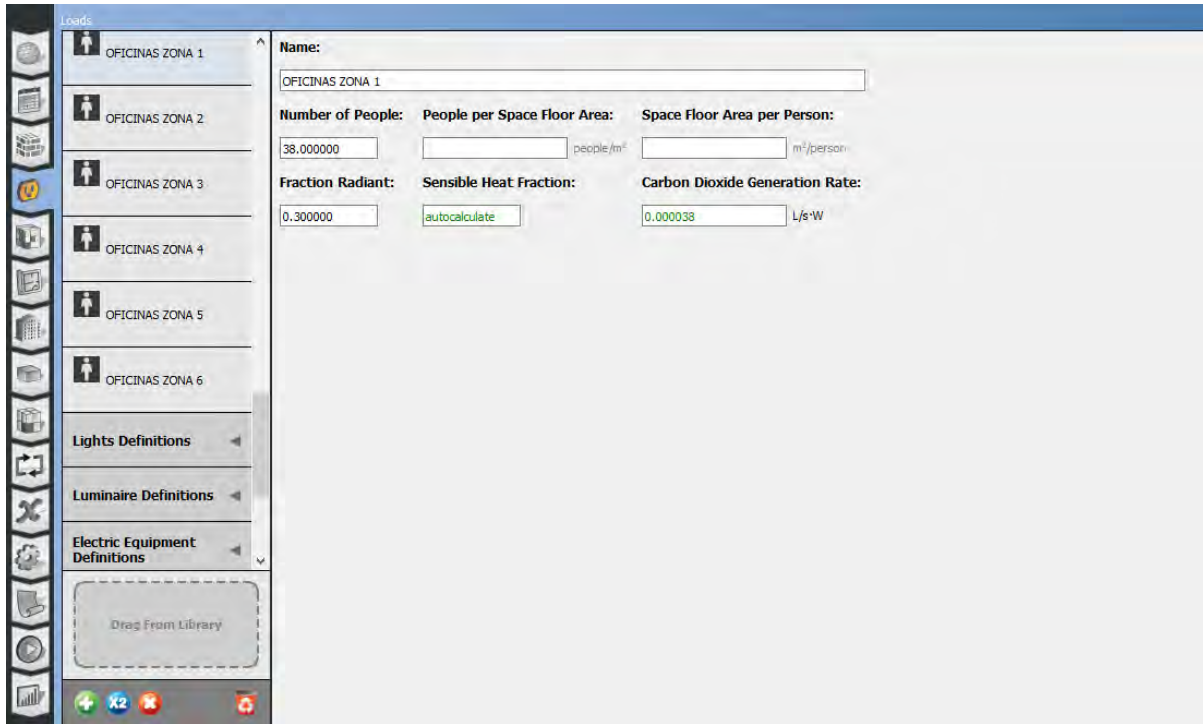 Loads
OFICINAS ZONA 1
OFICINAS ZONA 2
OFICINAS ZONA 3
OFICINAS ZONA 4
OFICINAS ZONA 5
OFICINAS ZONA 6
Lights Definitions
Luminaire Definitions
Electric Equipment
Definitions
Drag From Library
X2
Name:
OFICINAS ZONA 1
Number of People: People per Space Floor Area: Space Floor Area per Person:
38.000000 people/m² m²/person
Fraction Radiant: Sensible Heat Fraction: Carbon Dioxide Generation Rate:
0.300000 autocalculate 0.000038 L/s·W